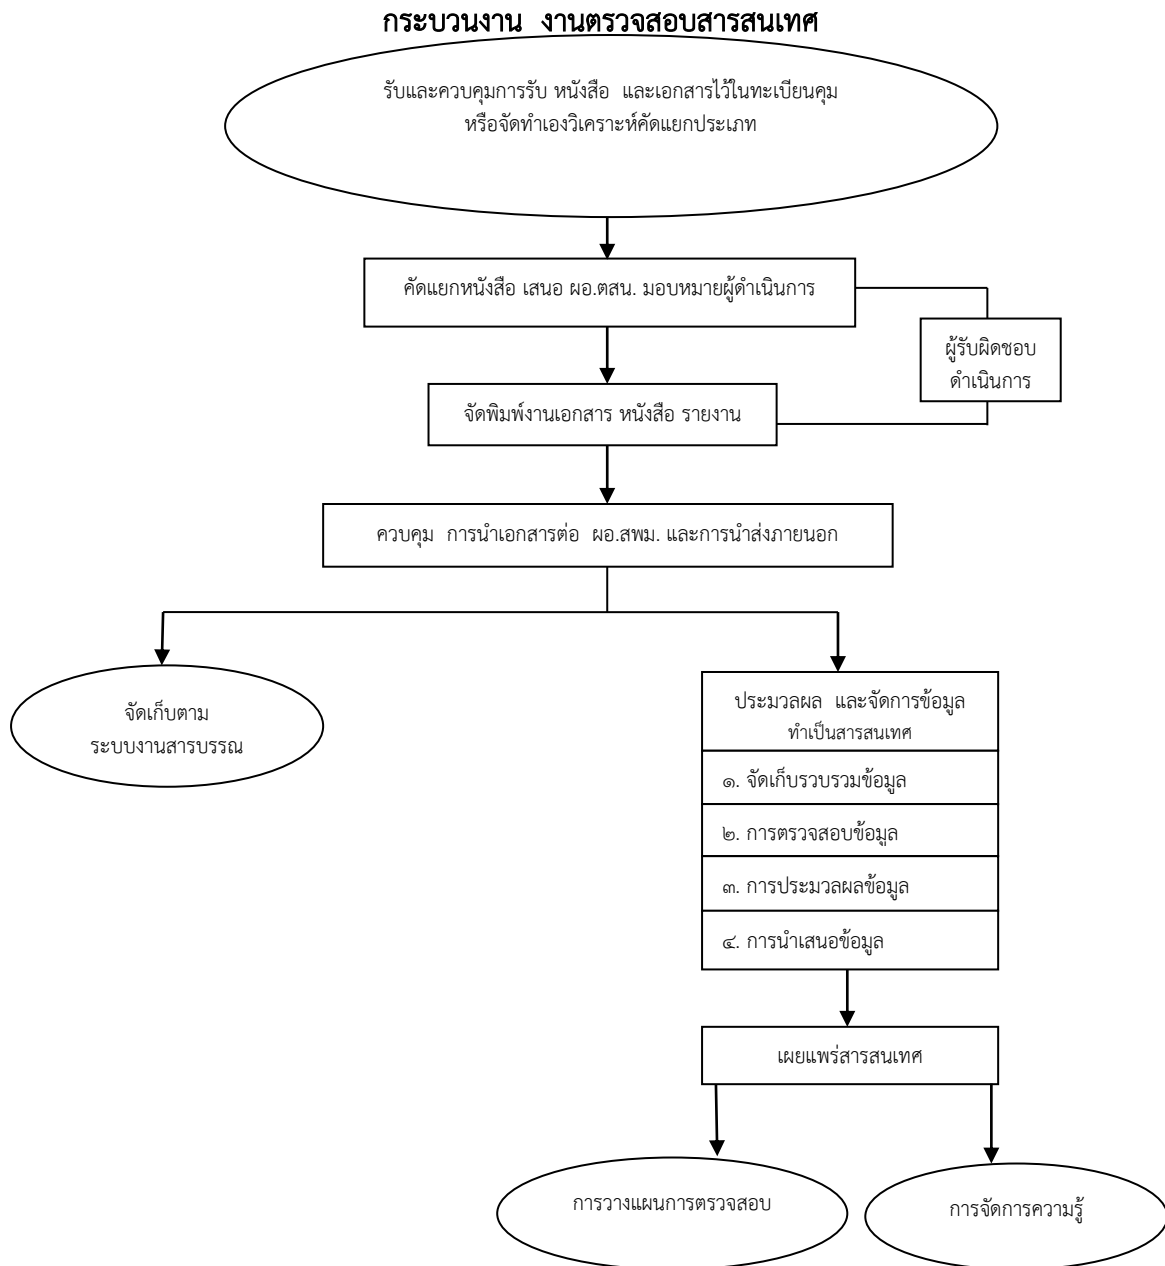 กระบวนงาน  งานตรวจสอบสารสนเทศ
รับและควบคุมการรับ หนังสือ  และเอกสารไว้ในทะเบียนคุม
หรือจัดทำเองวิเคราะห์คัดแยกประเภท
คัดแยกหนังสือ เสนอ ผอ.ตสน. มอบหมายผู้ดำเนินการ
ผู้รับผิดชอบ
ดำเนินการ
จัดพิมพ์งานเอกสาร หนังสือ รายงาน
ควบคุม  การนำเอกสารต่อ  ผอ.สพม. และการนำส่งภายนอก
จัดเก็บตาม
ระบบงานสารบรรณ
ประมวลผล  และจัดการข้อมูล
ทำเป็นสารสนเทศ
๑. จัดเก็บรวบรวมข้อมูล
๒. การตรวจสอบข้อมูล
๓. การประมวลผลข้อมูล
๔. การนำเสนอข้อมูล
เผยแพร่สารสนเทศ
การวางแผนการตรวจสอบ
การจัดการความรู้